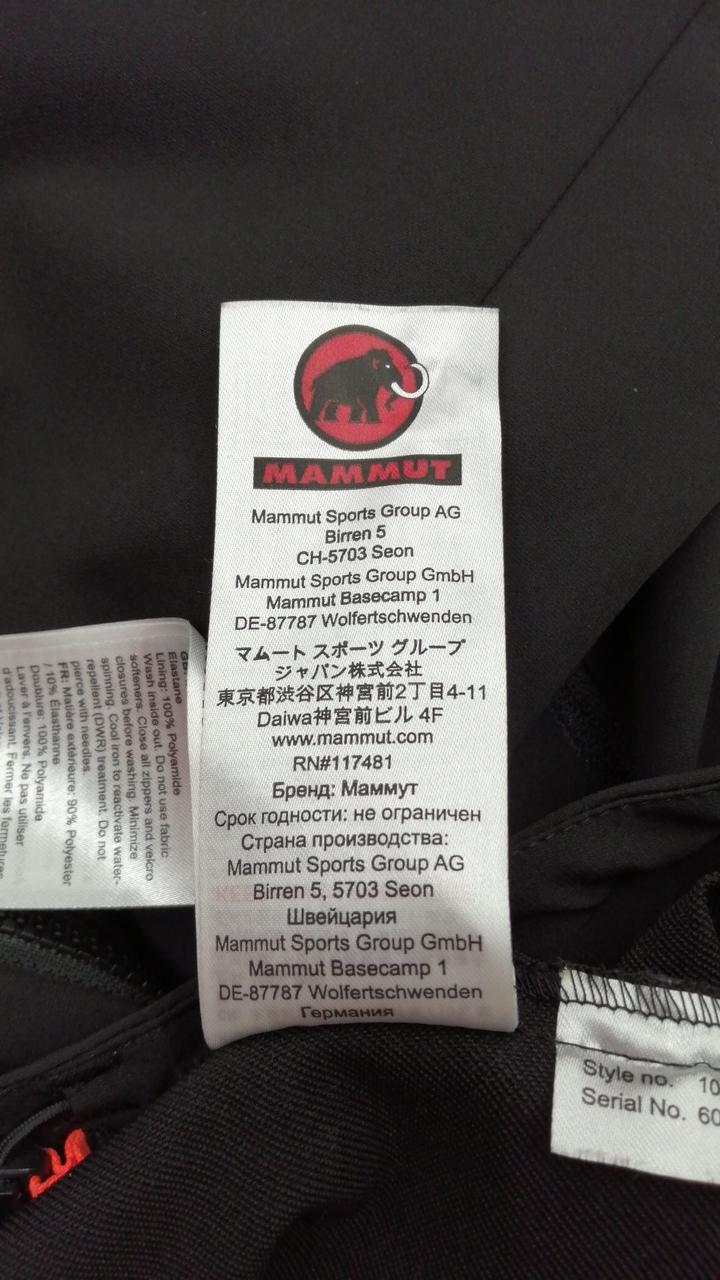 MAMMUT
Mammut Sports Group AG
Birren 5
CH-5703 Seon
Mammut Sports Group GmbH
Mammut Basecamp 1
DE-87787 Wolfertschwenden
マムート スポーツ グループ
ジャパン株式会社
東京都渋谷区神宮前2丁目4-11
Daiwa神宮前ビル 4F
www.mammut.com
RN#117481
Бренд: Маммут
Срок годности: не ограничен
Страна производства:
Mammut Sports Group AG
Birren 5, 5703 Seon
Швейцария
Mammut Sports Group GmbH
Mammut Basecamp 1
DE-87787 Wolfertschwenden
Германия
Elastane
Lining: 100% Polyamide
Wash inside out. Do not use fabric
softeners. Close all zippers and velcro
closures before washing. Minimize
spinning. Cool iron to reactivate water-
repellent (DWR) treatment. Do not
pierce with needles.
FR: Matière extérieure: 90% Polyester
/ 10% Élasthanne
Doublure: 100% Polyamide
Laver à l'envers. Ne pas utiliser
d'adoucissant. Fermer les fermetures
Style no. 10
Serial No. 60